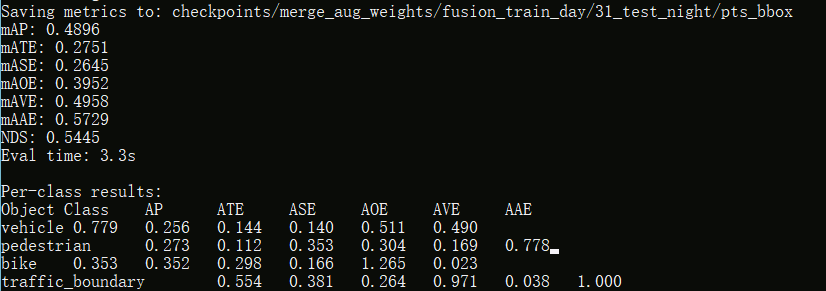 Saving metrics to: checkpoints/merge_aug_weights/fusion_train_day/31_test_night/pts_bbox
mAP: 0.4896
mATE: 0.2751
mASE: 0.2645
mAOE: 0.3952
mAVE: 0.4958
mAAE: 0.5729
NDS: 0.5445
Eval time: 3.3s
Per-class results:
Object Class AP ATE ASE AOE AVE AAE
vehicle 0.779 0.256 0.144 0.140 0.511 0.490
pedestrian 0.273 0.112 0.353 0.304 0.169 0.778
bike 0.353 0.352 0.298 0.166 1.265 0.023
traffic_boundary 0.554 0.381 0.264 0.971 0.038 1.000